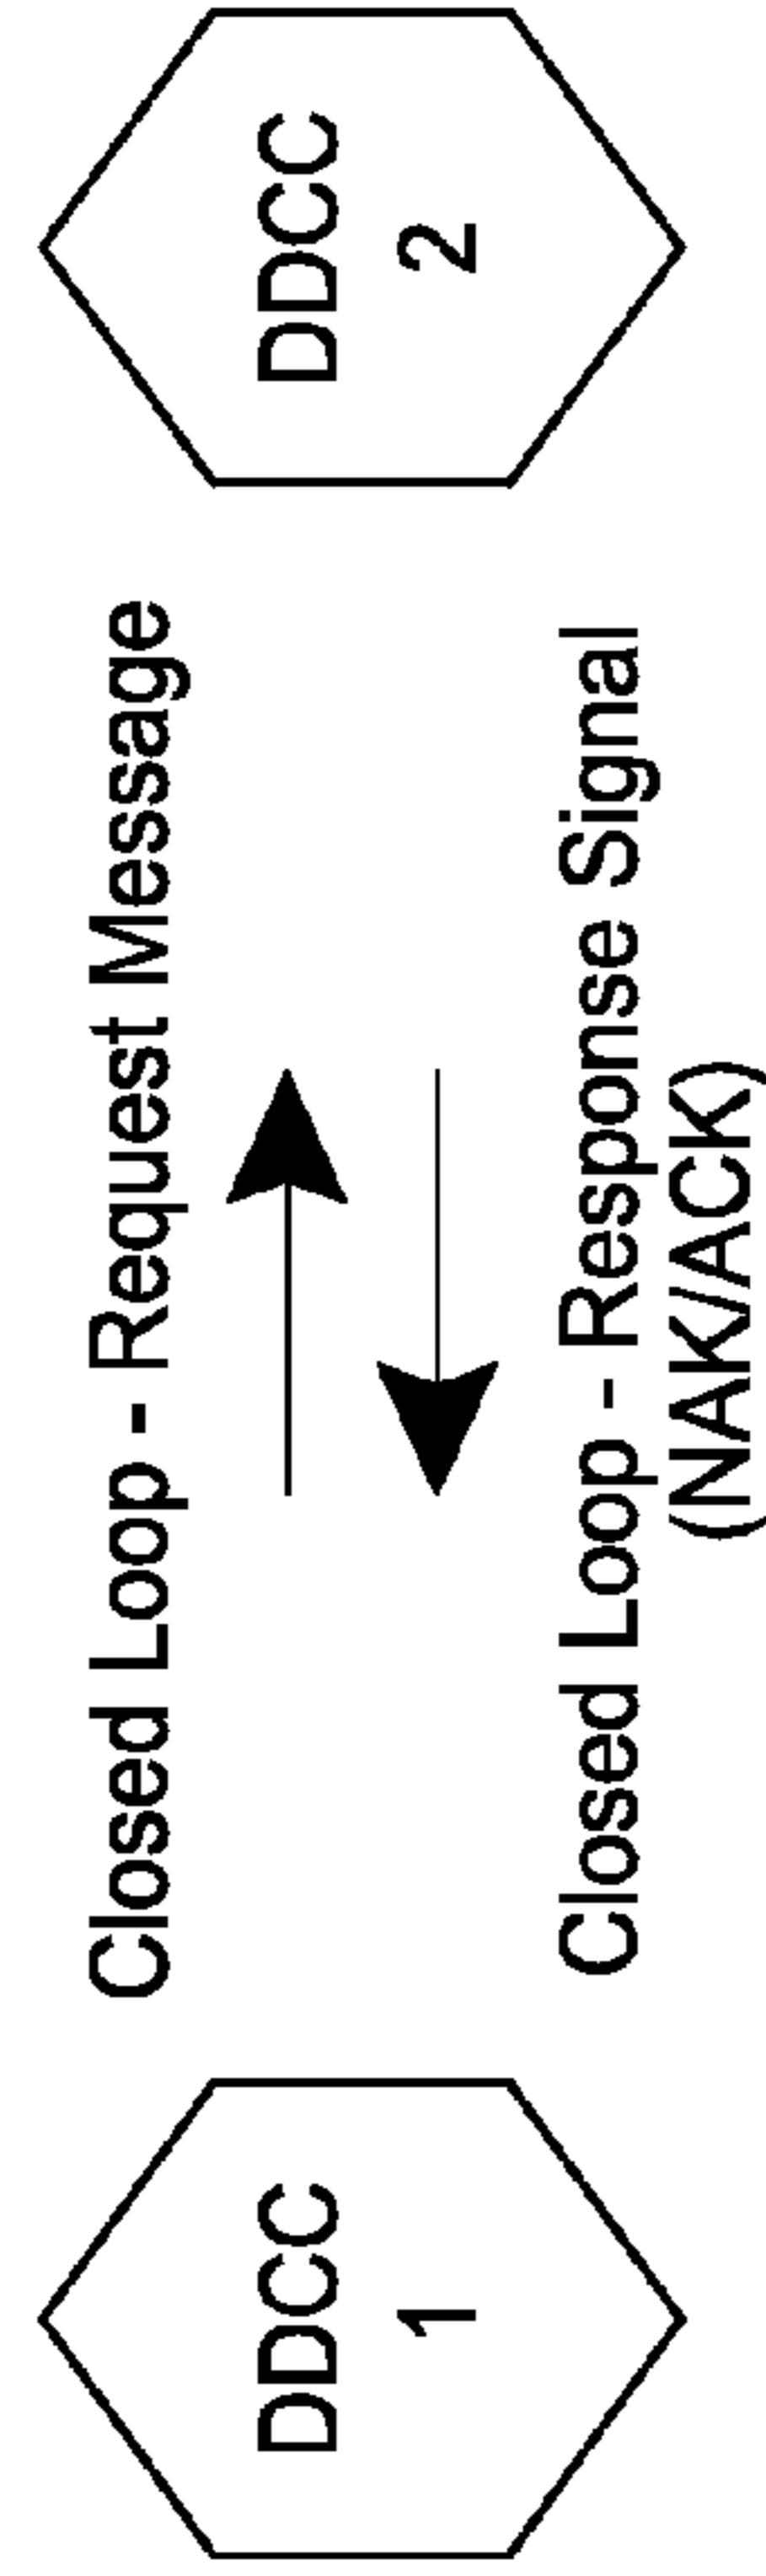 DDCC
1
Closed Loop - Request Message
Closed Loop - Response Signal
(NAK/ACK)
DDCC
2